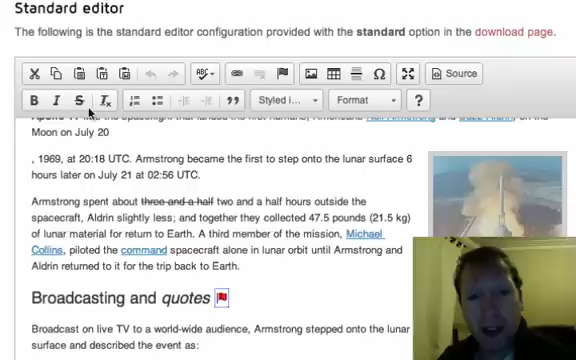 Standard editor
The following is the standard editor configuration provided with the standard option in the download page.
ABC Ω Source
B I S Tx Styled i... Format ?
Moon on July 20
, 1969, at 20:18 UTC. Armstrong became the first to step onto the lunar surface 6
hours later on July 21 at 02:56 UTC.
Armstrong spent about three and a half two and a half hours outside the
spacecraft, Aldrin slightly less; and together they collected 47.5 pounds (21.5 kg)
of lunar material for return to Earth. A third member of the mission, Michael
Collins, piloted the command spacecraft alone in lunar orbit until Armstrong and
Aldrin returned to it for the trip back to Earth.
Broadcasting and quotes
Broadcast on live TV to a world-wide audience, Armstrong stepped onto the lunar
surface and described the event as: